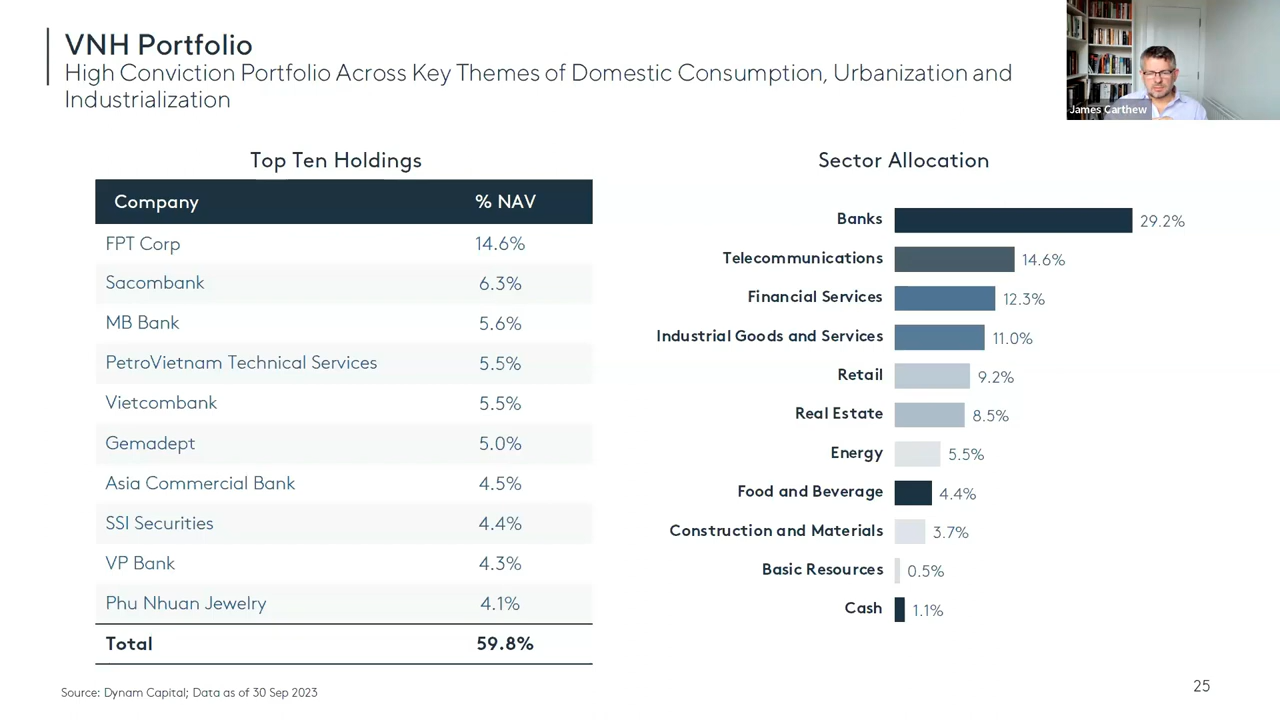 VNH Portfolio
High Conviction Portfolio Across Key Themes of Domestic Consumption, Urbanization and
Industrialization
James Carthew
Top Ten Holdings
Company % NAV
FPT Corp 14.6%
Sacombank 6.3%
MB Bank 5.6%
PetroVietnam Technical Services 5.5%
Vietcombank 5.5%
Gemadept 5.0%
Asia Commercial Bank 4.5%
SSI Securities 4.4%
VP Bank 4.3%
Phu Nhuan Jewelry 4.1%
Total 59.8%
Sector Allocation
Banks 29.2%
Telecommunications 14.6%
Financial Services 12.3%
Industrial Goods and Services 11.0%
Retail 9.2%
Real Estate 8.5%
Energy 5.5%
Food and Beverage 4.4%
Construction and Materials 3.7%
Basic Resources 0.5%
Cash 1.1%
Source: Dynam Capital; Data as of 30 Sep 2023
25